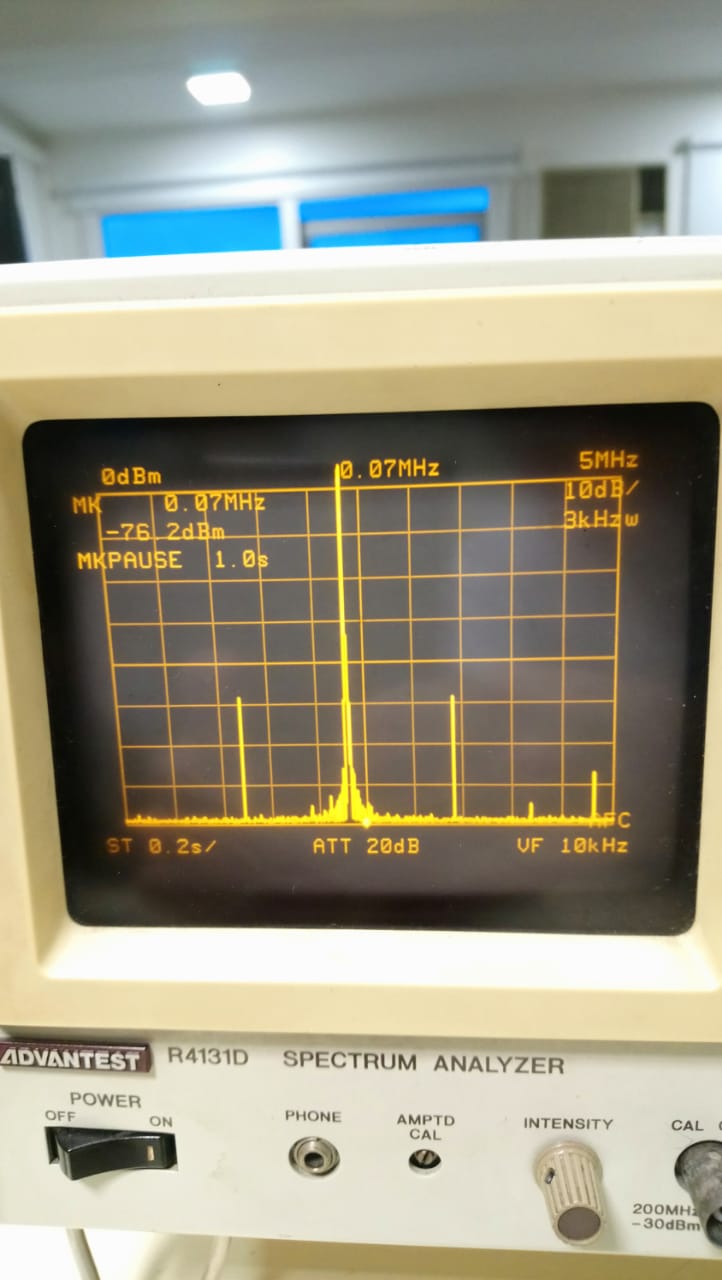 0dBm 0.07MHz 5MHz
MK 0.07MHz 10dB/
-76.2dBm 3kHzw
MKPAUSE 1.0s
AFC
ST 0.2s/ ATT 20dB VF 10kHz
ADVANTEST R4131D SPECTRUM ANALYZER
POWER
OFF ON
PHONE
AMPTD
CAL
INTENSITY
CAL
200MHz
-30dBm